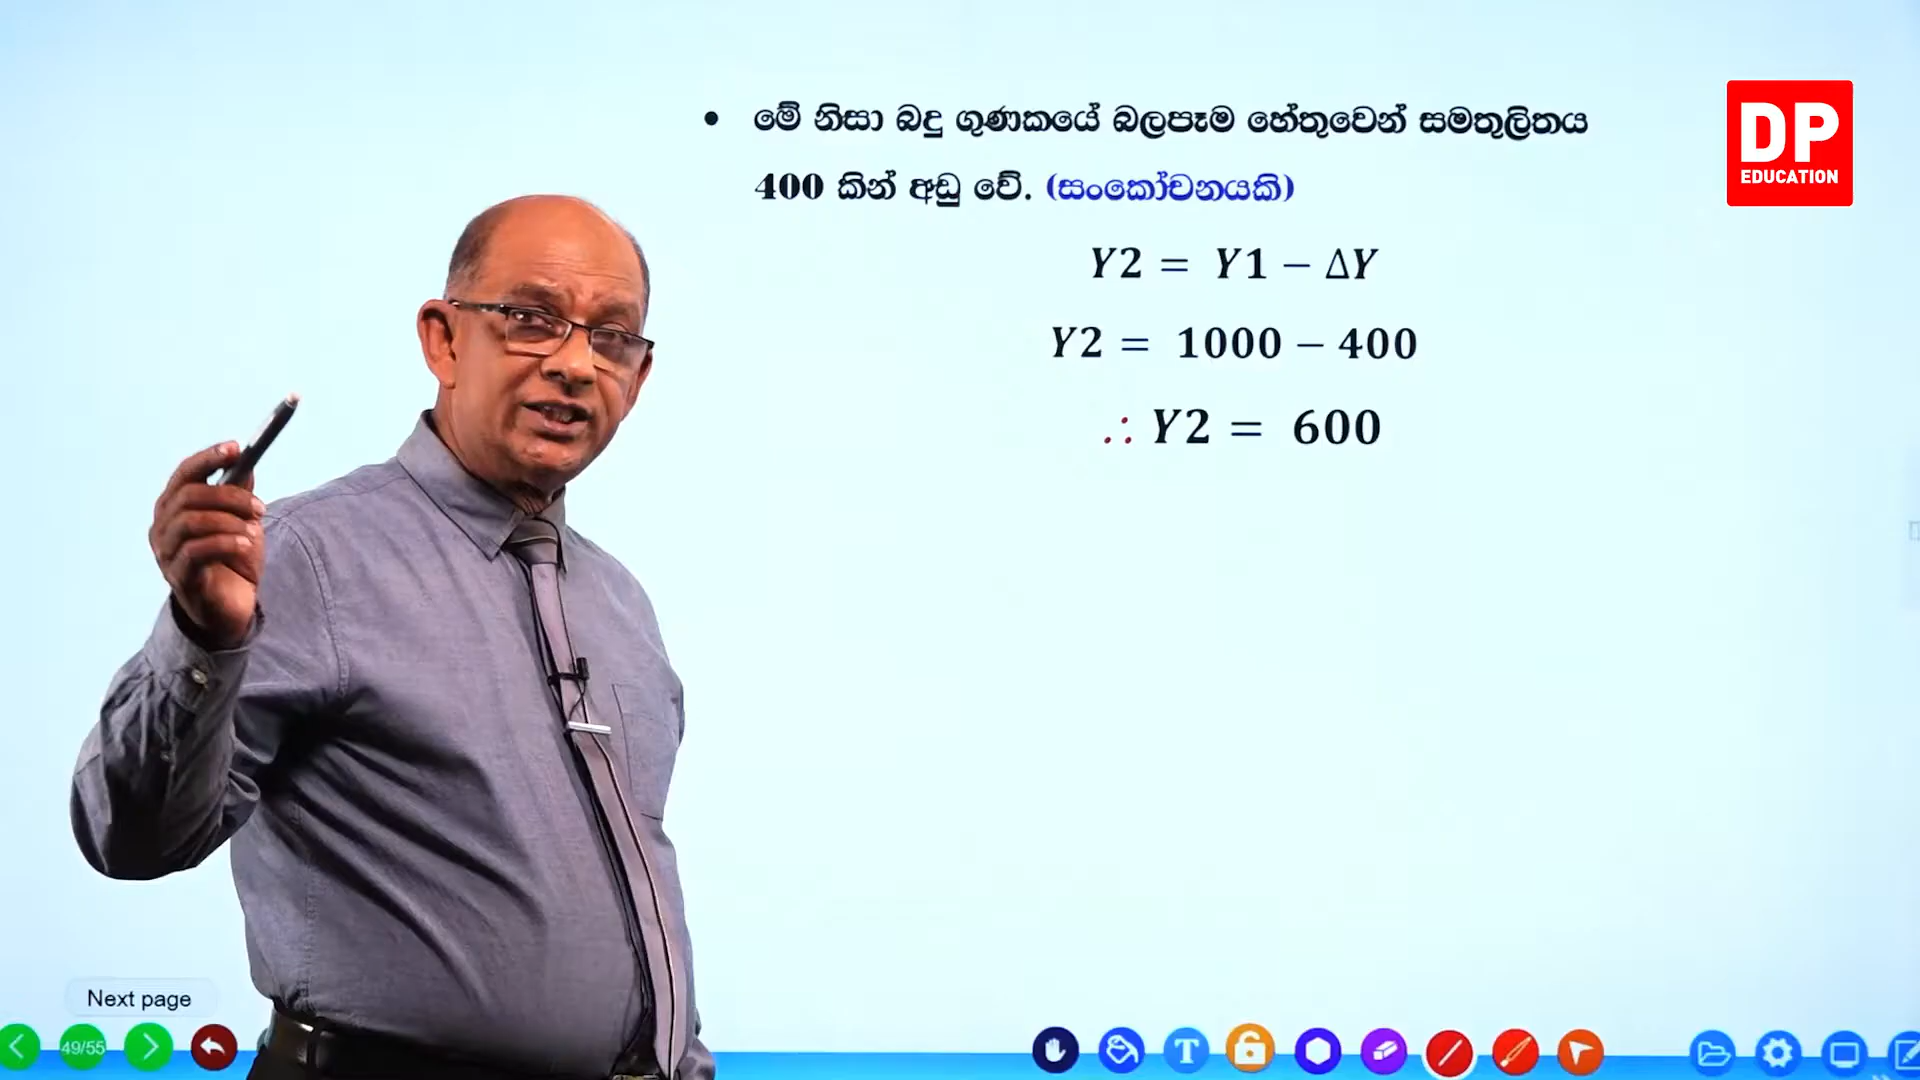 • මේ නිසා බදු ගුණකයේ බලපෑම හේතුවෙන් සමතුලිතය
400 කින් අඩු වේ. (සංකෝචනයකි)
Y2 = Y1 − ΔY
Y2 = 1000 − 400
∴ Y2 = 600
DP
EDUCATION
Next page
49/55
T